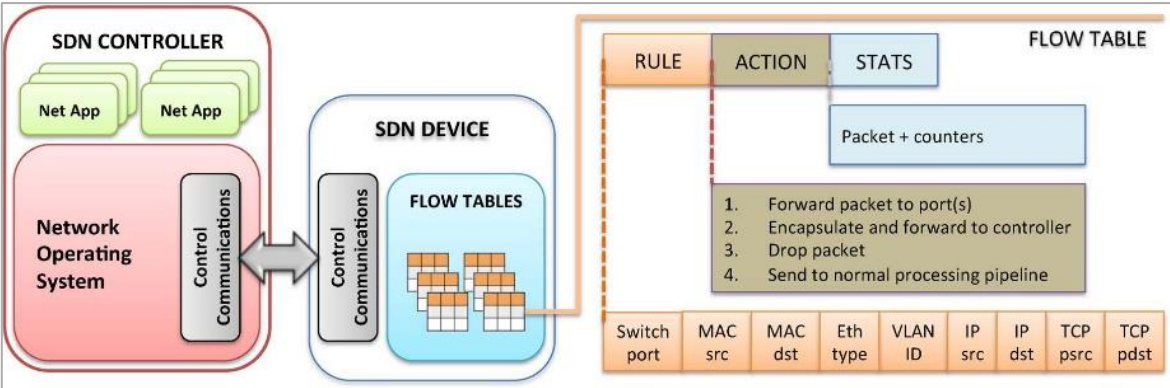 SDN CONTROLLER
Net App
Net App
Network
Operating
System
Control
Communications
SDN DEVICE
Control
Communications
FLOW TABLES
FLOW TABLE
RULE
ACTION
STATS
Packet + counters
1. Forward packet to port(s)
2. Encapsulate and forward to controller
3. Drop packet
4. Send to normal processing pipeline
Switch
port
MAC
src
MAC
dst
Eth
type
VLAN
ID
IP
src
IP
dst
TCP
psrc
TCP
pdst